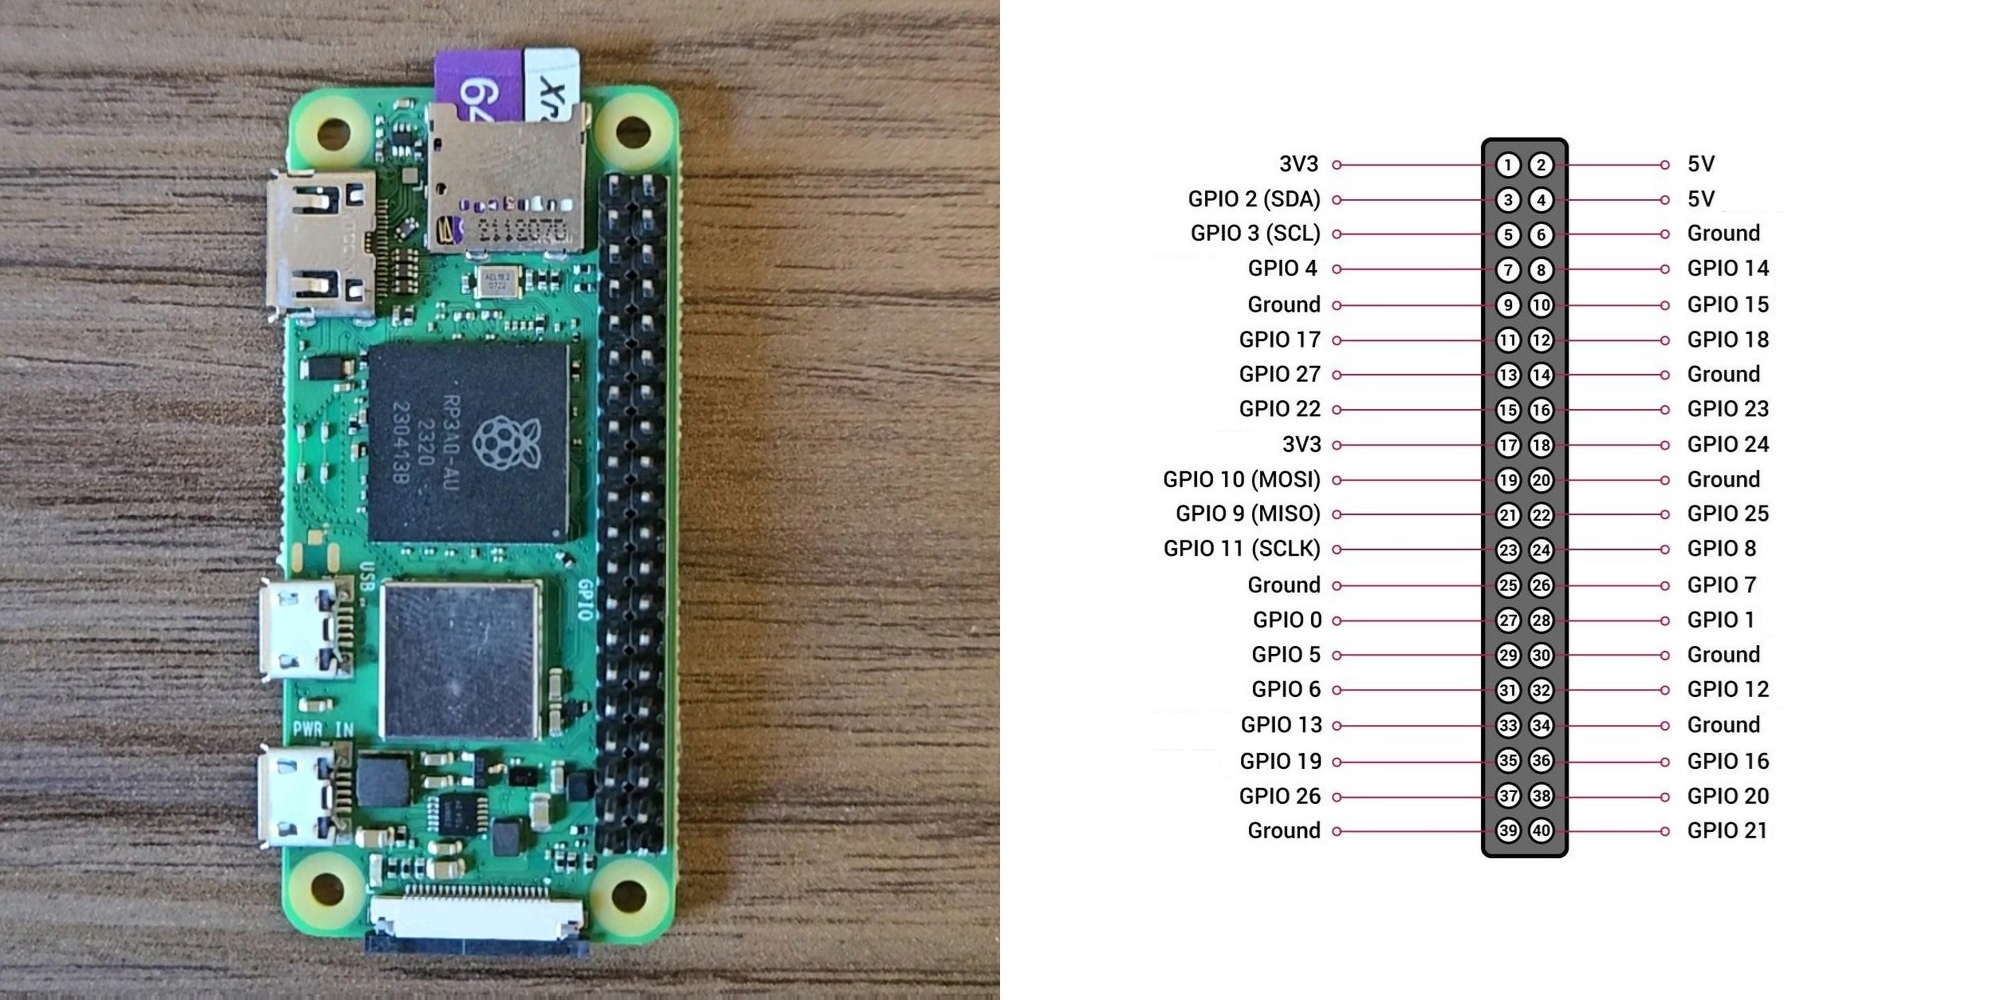 64
2112070
RP3A0-AU
2320
230413B
USB
GPIO
PWR IN
3V3 1 2 5V
GPIO 2 (SDA) 3 4 5V
GPIO 3 (SCL) 5 6 Ground
GPIO 4 7 8 GPIO 14
Ground 9 10 GPIO 15
GPIO 17 11 12 GPIO 18
GPIO 27 13 14 Ground
GPIO 22 15 16 GPIO 23
3V3 17 18 GPIO 24
GPIO 10 (MOSI) 19 20 Ground
GPIO 9 (MISO) 21 22 GPIO 25
GPIO 11 (SCLK) 23 24 GPIO 8
Ground 25 26 GPIO 7
GPIO 0 27 28 GPIO 1
GPIO 5 29 30 Ground
GPIO 6 31 32 GPIO 12
GPIO 13 33 34 Ground
GPIO 19 35 36 GPIO 16
GPIO 26 37 38 GPIO 20
Ground 39 40 GPIO 21